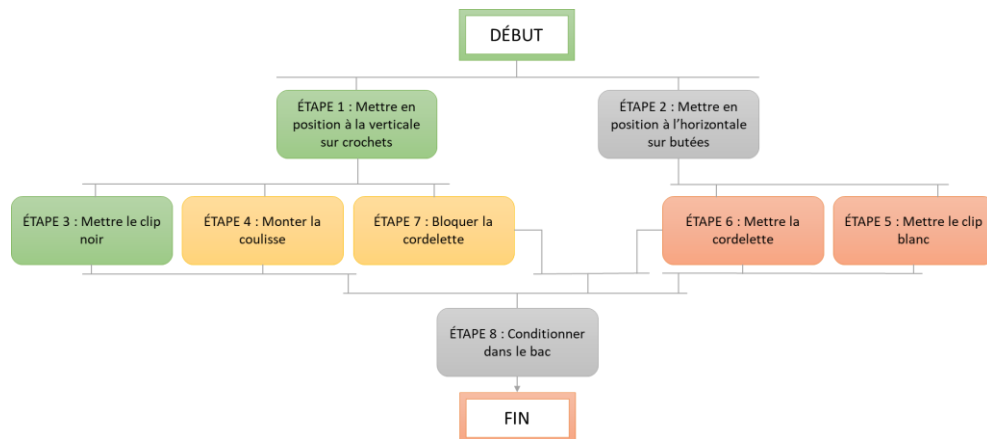 DÉBUT
ÉTAPE 1 : Mettre en
position à la verticale
sur crochets
ÉTAPE 2 : Mettre en
position à l’horizontale
sur butées
ÉTAPE 3 : Mettre le clip
noir
ÉTAPE 4 : Monter la
coulisse
ÉTAPE 7 : Bloquer la
cordelette
ÉTAPE 6 : Mettre la
cordelette
ÉTAPE 5 : Mettre le clip
blanc
ÉTAPE 8 : Conditionner
dans le bac
FIN